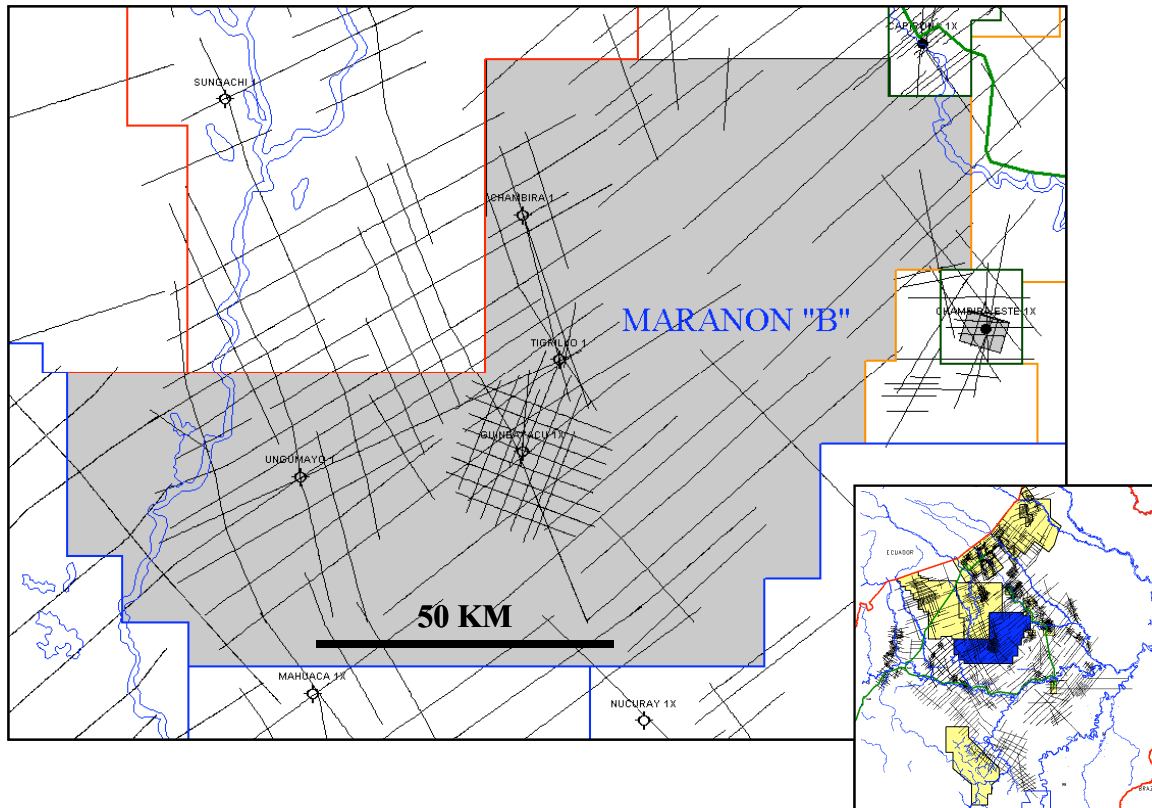 CAPIRONA 1X
SUNGACHI 1
CHAMBIRA 1
CHAMBIRA ESTE 1X
MARANON "B"
TIGRILLO 1
UNGUMAYO 1
50 KM
MAHUACA 1X
NUCURAY 1X
ECUADOR